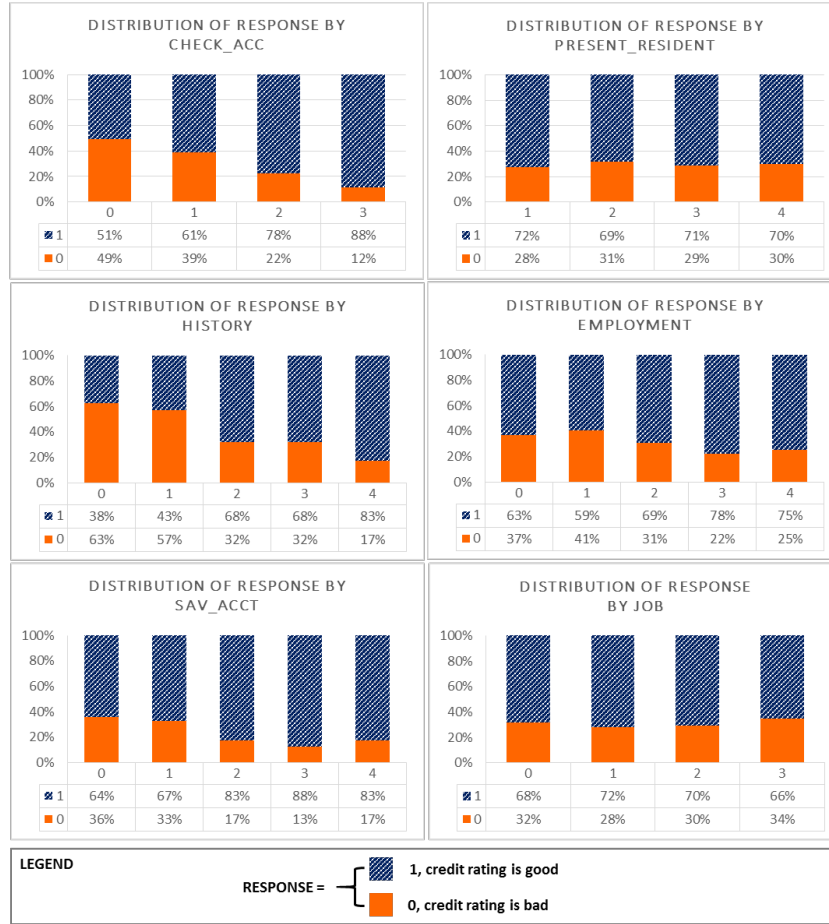 DISTRIBUTION OF RESPONSE BY
CHECK_ACC
100%
80%
60%
40%
20%
0%
0 1 2 3
1 51% 61% 78% 88%
0 49% 39% 22% 12%
DISTRIBUTION OF RESPONSE BY
PRESENT_RESIDENT
100%
80%
60%
40%
20%
0%
1 2 3 4
1 72% 69% 71% 70%
0 28% 31% 29% 30%
DISTRIBUTION OF RESPONSE BY
HISTORY
100%
80%
60%
40%
20%
0%
0 1 2 3 4
1 38% 43% 68% 68% 83%
0 63% 57% 32% 32% 17%
DISTRIBUTION OF RESPONSE BY
EMPLOYMENT
100%
80%
60%
40%
20%
0%
0 1 2 3 4
1 63% 59% 69% 78% 75%
0 37% 41% 31% 22% 25%
DISTRIBUTION OF RESPONSE BY
SAV_ACCT
100%
80%
60%
40%
20%
0%
0 1 2 3 4
1 64% 67% 83% 88% 83%
0 36% 33% 17% 13% 17%
DISTRIBUTION OF RESPONSE
BY JOB
100%
80%
60%
40%
20%
0%
0 1 2 3
1 68% 72% 70% 66%
0 32% 28% 30% 34%
LEGEND
RESPONSE =
1, credit rating is good
0, credit rating is bad